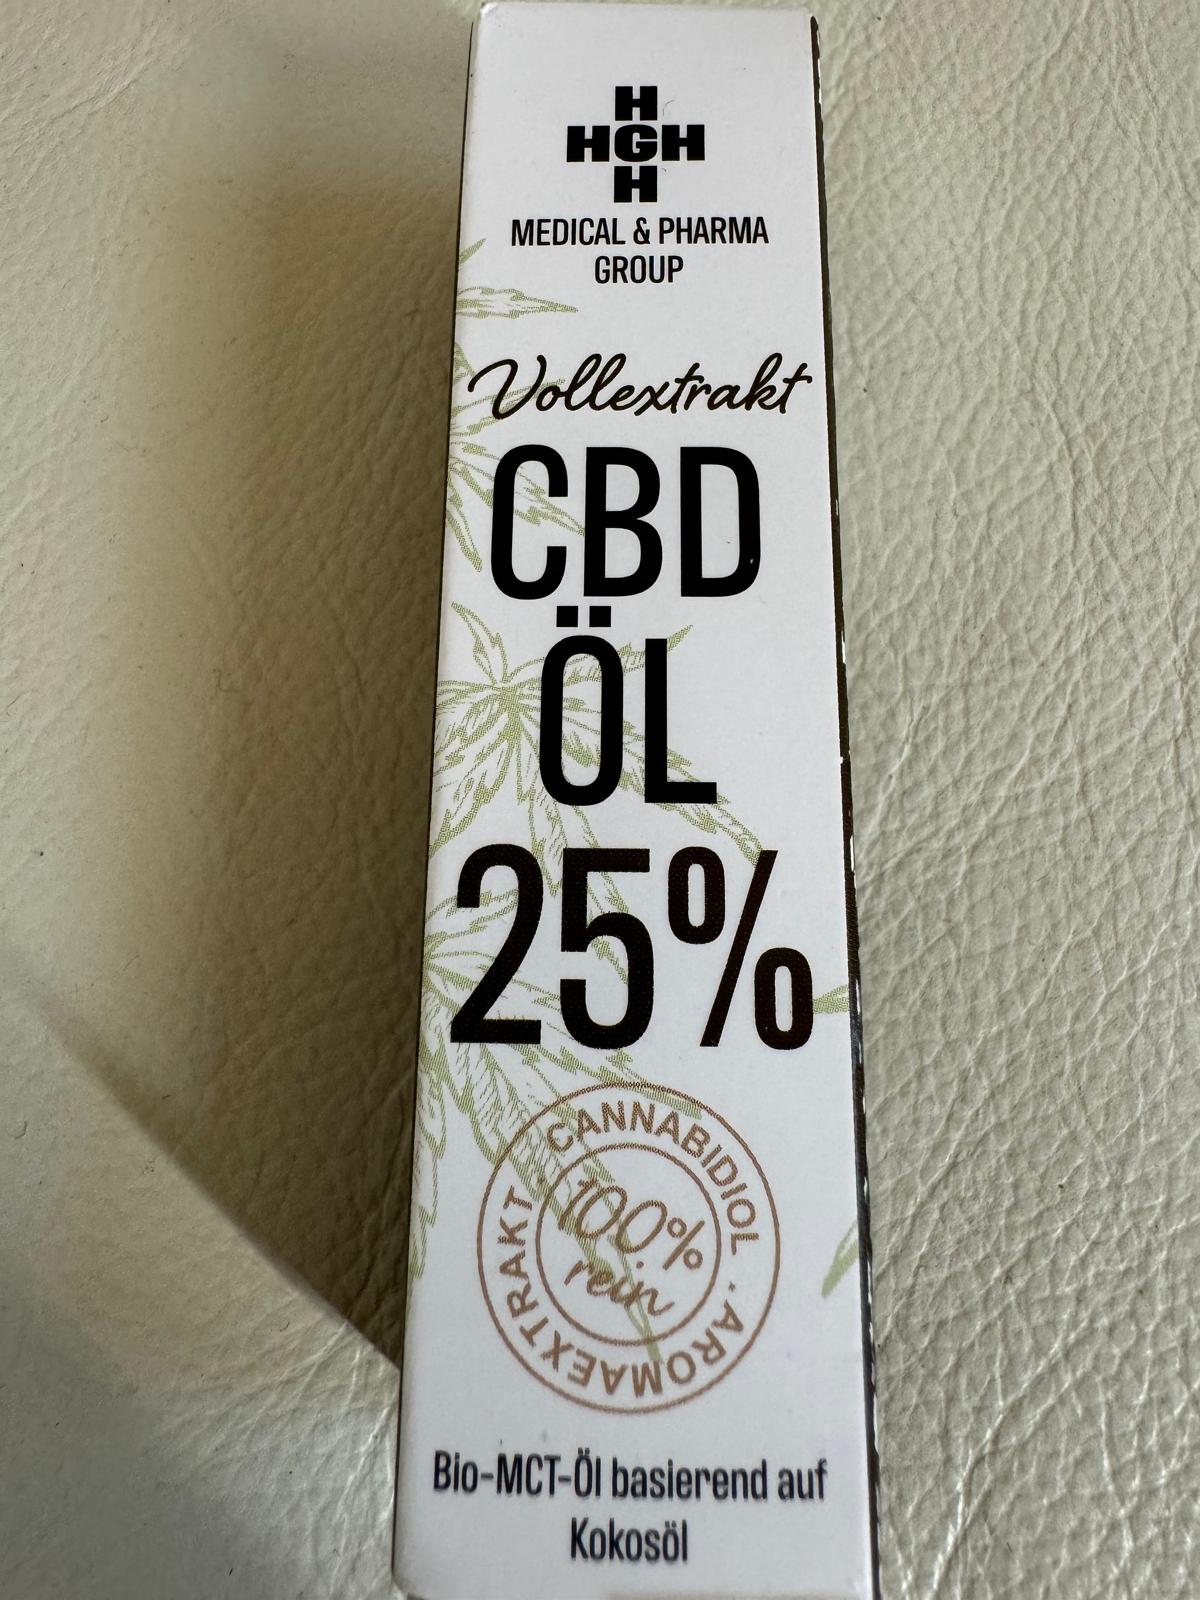 H
HGH
H
MEDICAL & PHARMA
GROUP
Vollextrakt
CBD
ÖL
25%
CANNABIDIOL · AROMAEXTRAKT ·
100%
rein
Bio-MCT-Öl basierend auf
Kokosöl